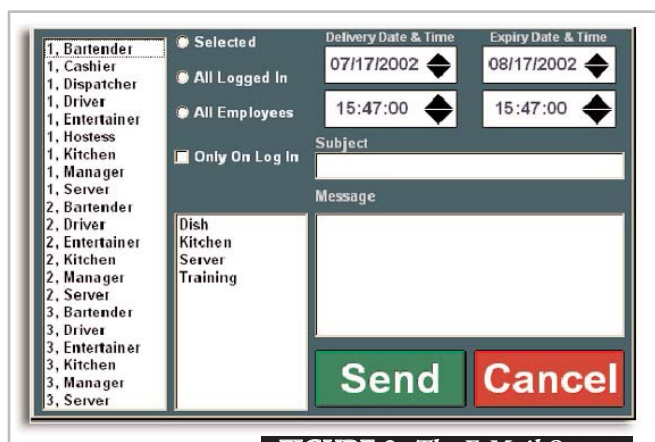 1, Bartender
1, Cashier
1, Dispatcher
1, Driver
1, Entertainer
1, Hostess
1, Kitchen
1, Manager
1, Server
2, Bartender
2, Driver
2, Entertainer
2, Kitchen
2, Manager
2, Server
3, Bartender
3, Driver
3, Entertainer
3, Kitchen
3, Manager
3, Server
Selected
All Logged In
All Employees
Only On Log In
Dish
Kitchen
Server
Training
Delivery Date & Time
07/17/2002
15:47:00
Expiry Date & Time
08/17/2002
15:47:00
Subject
Message
Send
Cancel
FIGURE The E-Mail